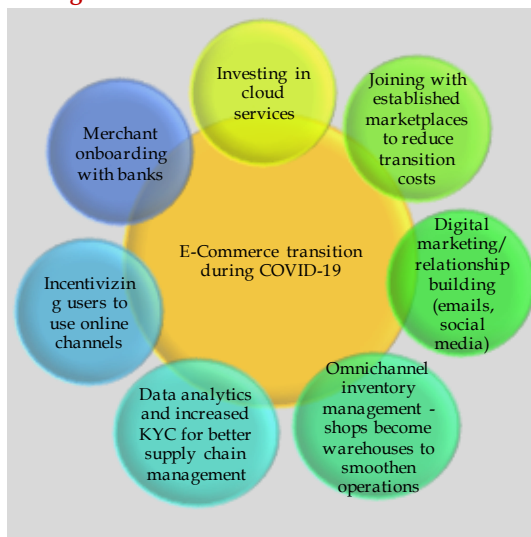 Investing in
cloud
services
Joining with
established
marketplaces
to reduce
transition
costs
Digital
marketing/
relationship
building
(emails,
social
media)
Omnichannel
inventory
management -
shops become
warehouses to
smoothen
operations
Data analytics
and increased
KYC for better
supply chain
management
Incentivizin
g users to
use online
channels
Merchant
onboarding
with banks
E-Commerce transition
during COVID-19